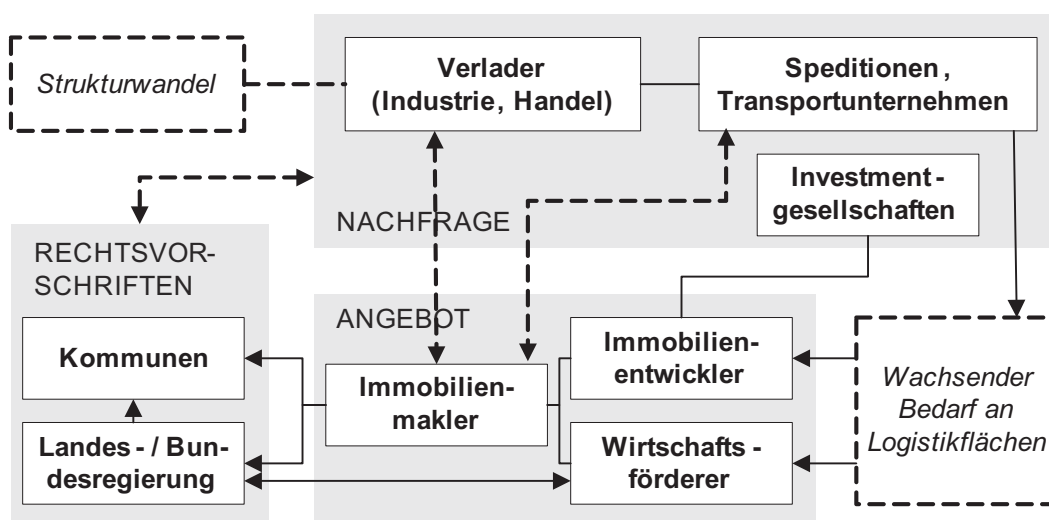 Strukturwandel
Verlader
(Industrie, Handel)
Speditionen,
Transportunternehmen
Investment-
gesellschaften
NACHFRAGE
RECHTSVOR-
SCHRIFTEN
Kommunen
Landes- / Bun-
desregierung
ANGEBOT
Immobilien-
makler
Immobilien-
entwickler
Wirtschafts-
förderer
Wachsender
Bedarf an
Logistikflächen